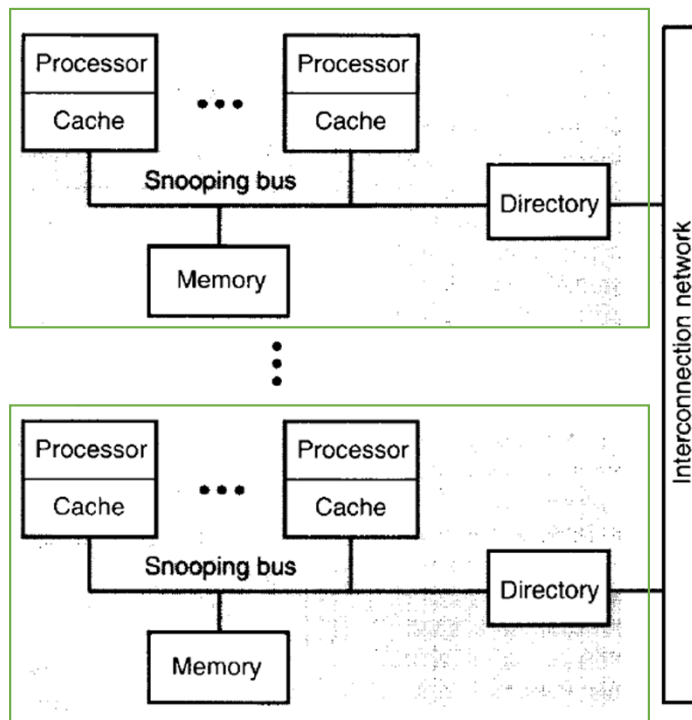 Processor
Cache
Processor
Cache
Snooping bus
Directory
Memory
Processor
Cache
Processor
Cache
Snooping bus
Directory
Memory
Interconnection network